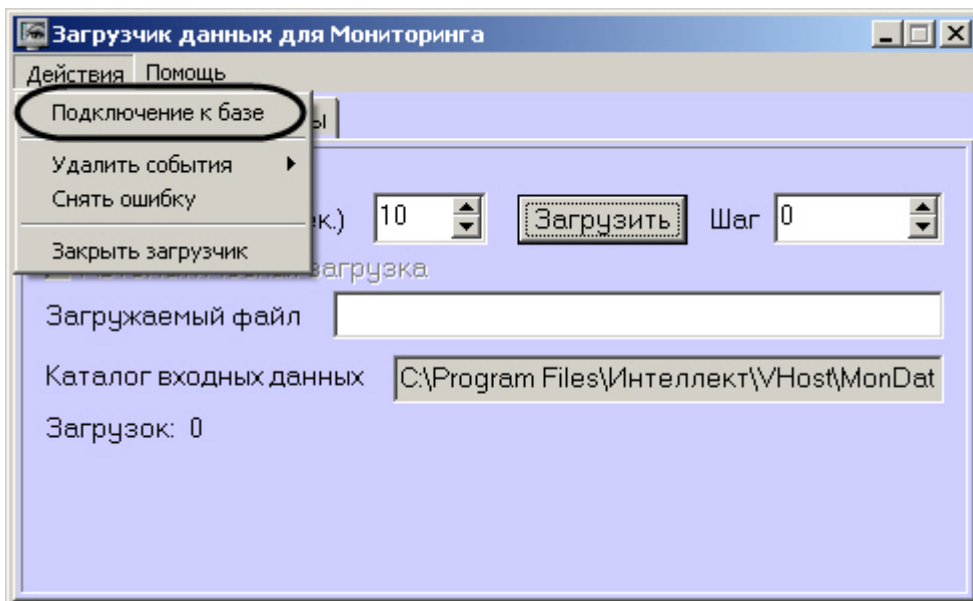 Загрузчик данных для Мониторинга
Действия Помощь
Подключение к базе
Удалить события
Снять ошибку
Закрыть загрузчик
10 Загрузить Шаг 0
загрузка
Загружаемый файл
Каталог входных данных C:\Program Files\Интеллект\VHost\MonDat
Загрузок: 0